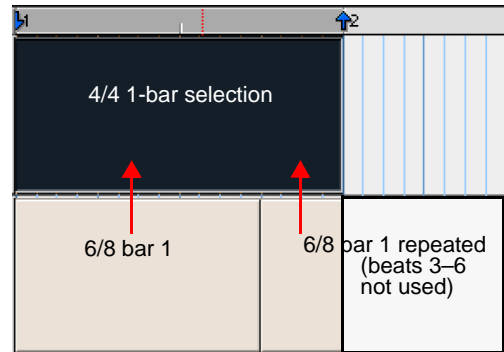 1 2
4/4 1-bar selection
6/8 bar 1
6/8 bar 1 repeated
(beats 3–6
not used)